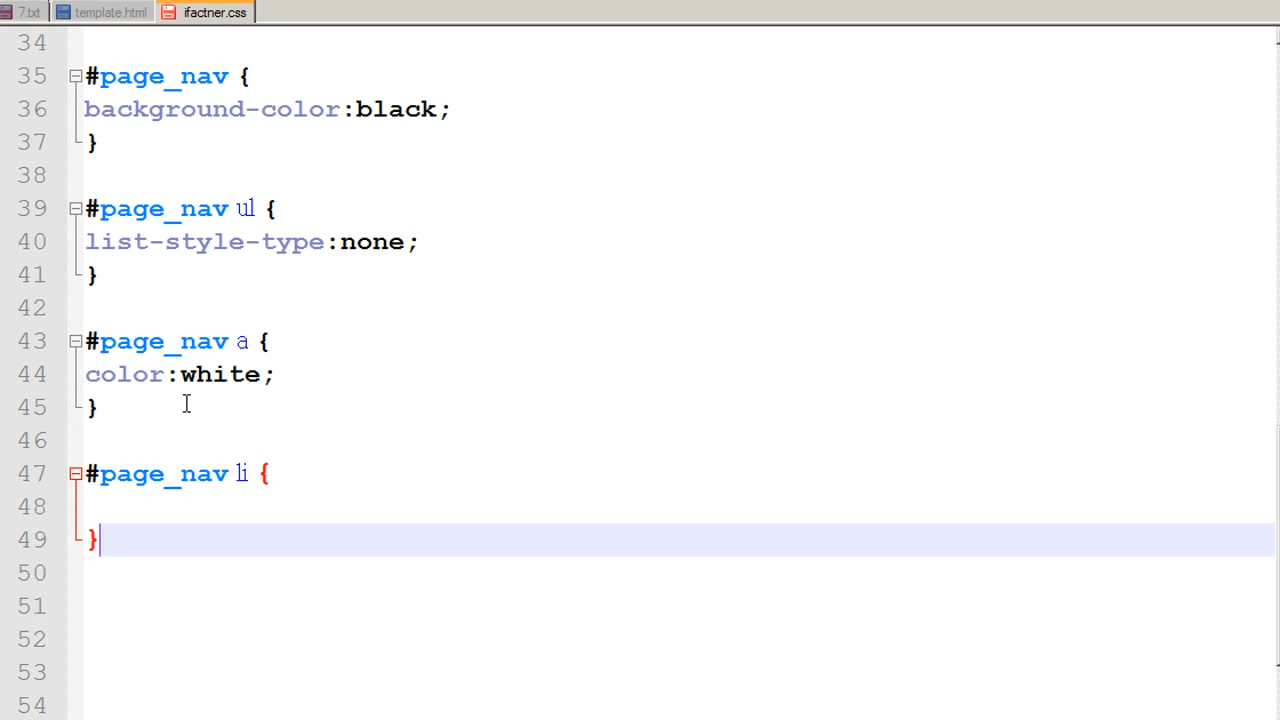 7.txt template.html ifactner.css
34
35 #page_nav {
36 background-color:black;
37 }
38
39 #page_nav ul {
40 list-style-type:none;
41 }
42
43 #page_nav a {
44 color:white;
45 }
46
47 #page_nav li {
48
49 }
50
51
52
53
54